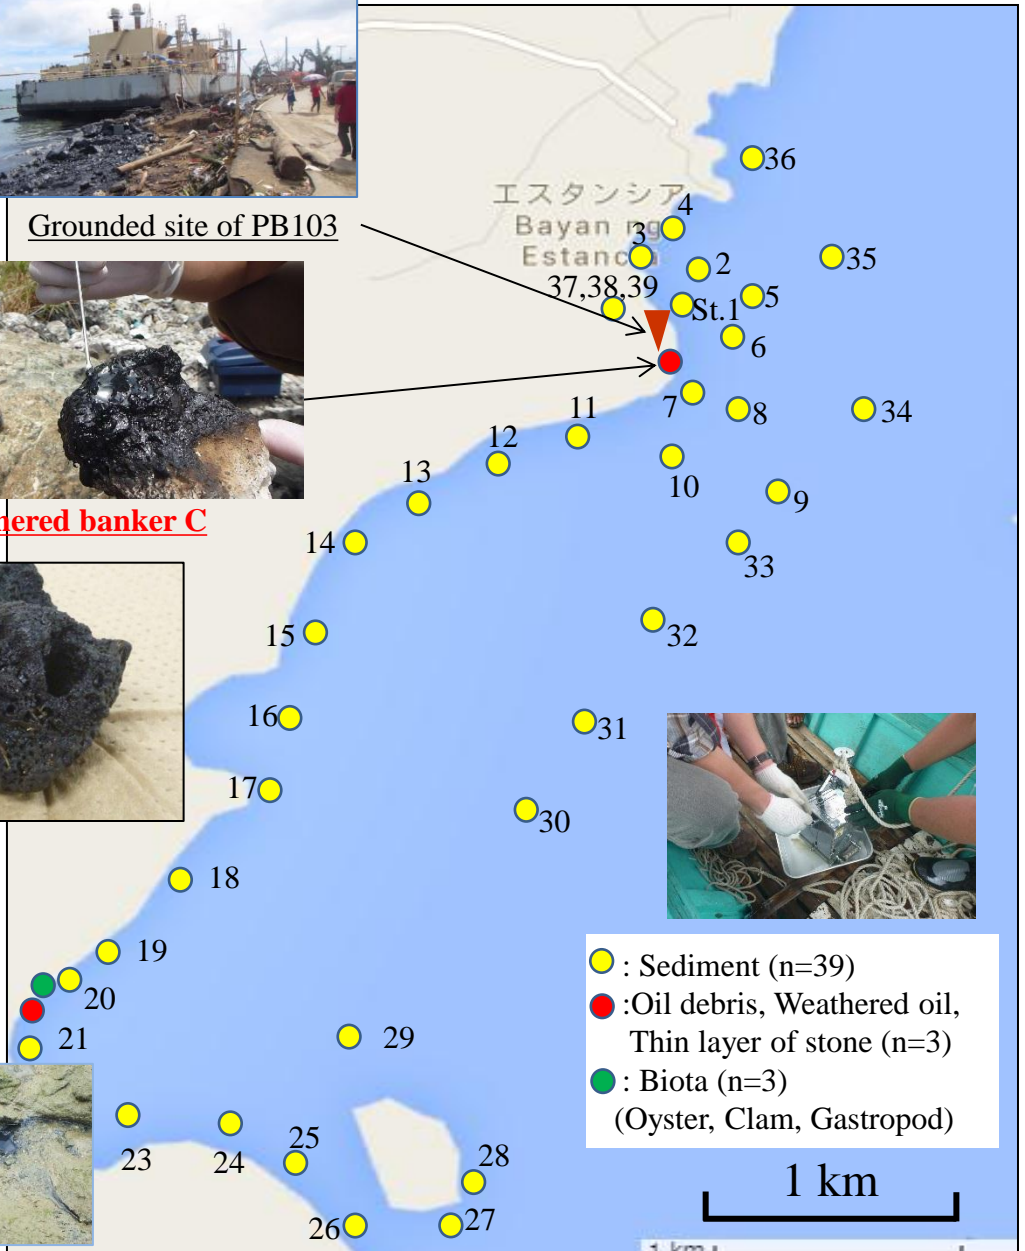 36
エスタンシア
Bayan ng
Estancia
4
Grounded site of PB103
3
2
35
37,38,39
St.1
5
6
7
8
34
11
12
10
13
9
14
33
15
32
16
31
17
30
18
19
20
21
29
: Sediment (n=39)
:Oil debris, Weathered oil,
Thin layer of stone (n=3)
: Biota (n=3)
(Oyster, Clam, Gastropod)
23
24
25
28
26
27
1 km
banker C